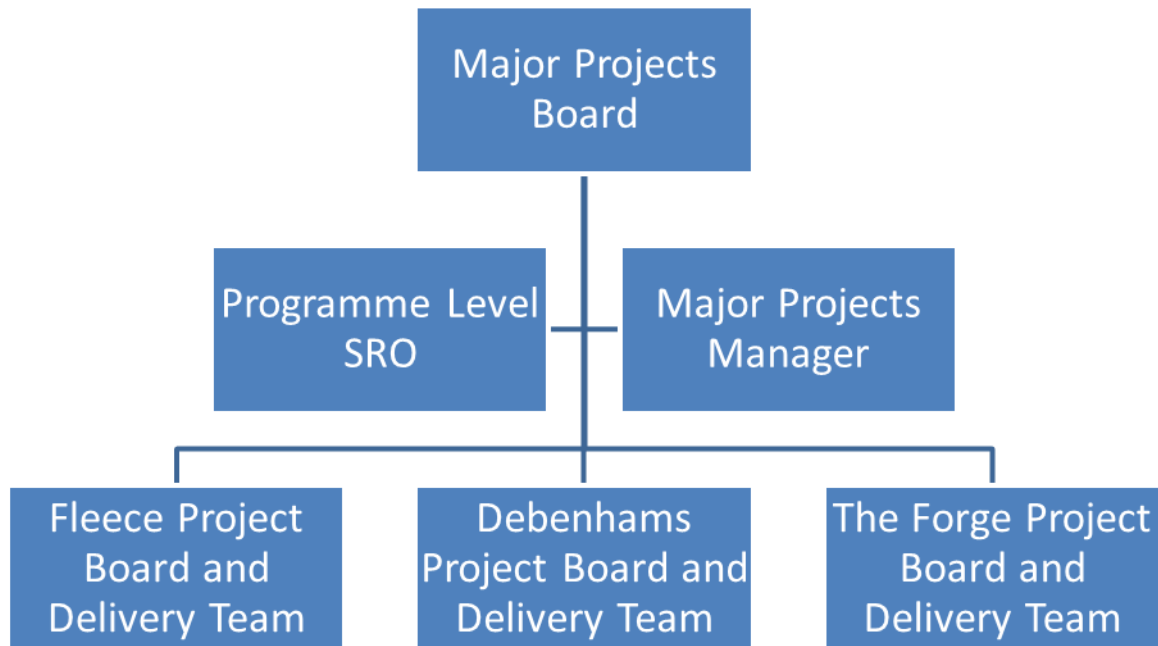 Major Projects
Board
Programme Level
SRO
Major Projects
Manager
Fleece Project
Board and
Delivery Team
Debenhams
Project Board and
Delivery Team
The Forge Project
Board and
Delivery Team